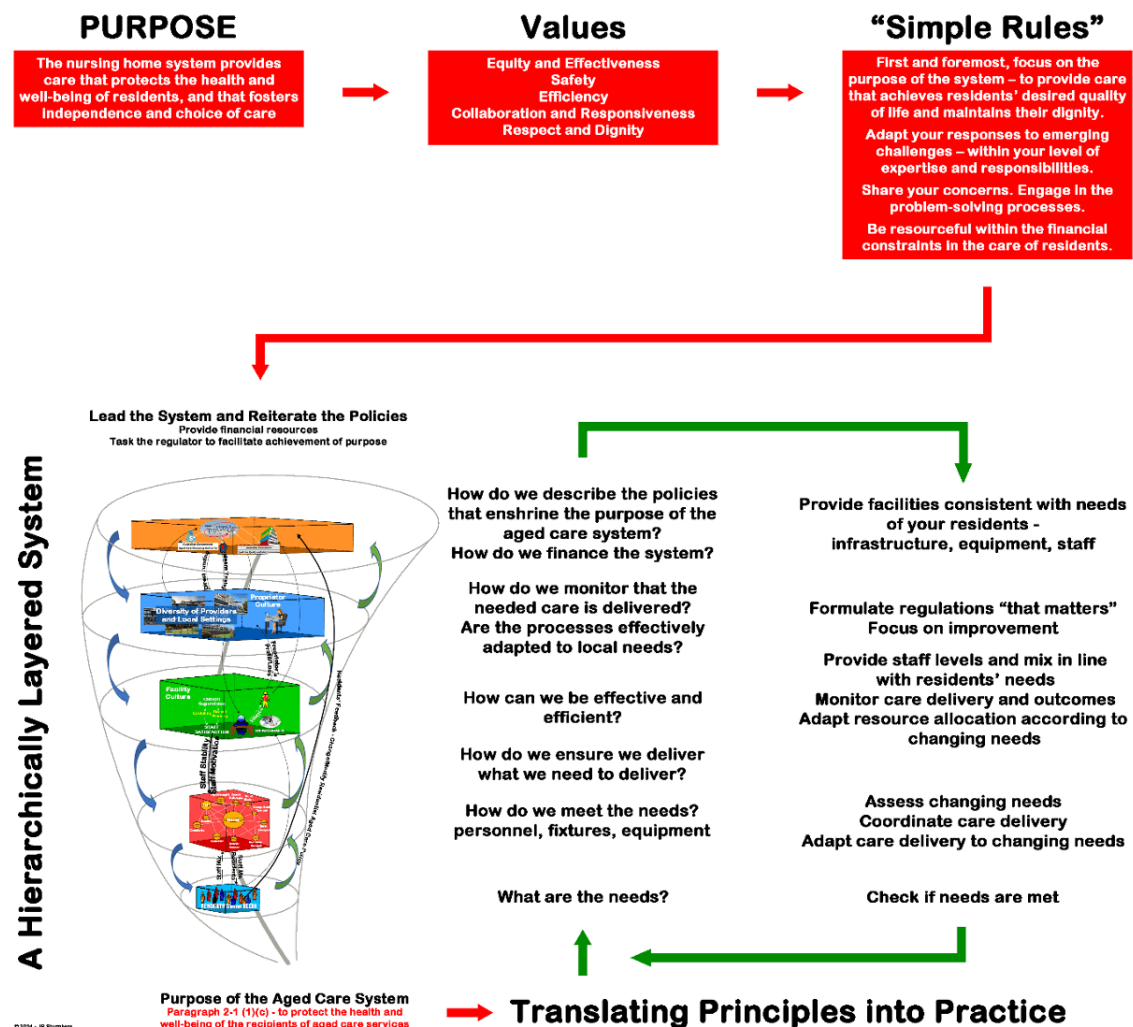 PURPOSE
The nursing home system provides
care that protects the health and
well-being of residents, and that fosters
independence and choice of care
Values
Equity and Effectiveness
Safety
Efficiency
Collaboration and Responsiveness
Respect and Dignity
“Simple Rules”
First and foremost, focus on the
purpose of the system – to provide care
that achieves residents’ desired quality
of life and maintains their dignity.
Adapt your responses to emerging
challenges – within your level of
expertise and responsibilities.
Share your concerns. Engage in the
problem-solving processes.
Be resourceful within the financial
constraints in the care of residents.
A Hierarchically Layered System
Lead the System and Reiterate the Policies
Provide financial resources
Task the regulator to facilitate achievement of purpose
Proprietor
Culture
Diversity of Providers
and Local Settings
Facility
Culture
Staff Stability
Staff Motivation
How do we describe the policies
that enshrine the purpose of the
aged care system?
How do we finance the system?
How do we monitor that the
needed care is delivered?
Are the processes effectively
adapted to local needs?
How can we be effective and
efficient?
How do we ensure we deliver
what we need to deliver?
How do we meet the needs?
personnel, fixtures, equipment
What are the needs?
Provide facilities consistent with needs
of your residents -
infrastructure, equipment, staff
Formulate regulations “that matters”
Focus on improvement
Provide staff levels and mix in line
with residents’ needs
Monitor care delivery and outcomes
Adapt resource allocation according to
changing needs
Assess changing needs
Coordinate care delivery
Adapt care delivery to changing needs
Check if needs are met
Purpose of the Aged Care System
Paragraph 2-1 (1)(c) - to protect the health and
well-being of the recipients of aged care services
Translating Principles into Practice